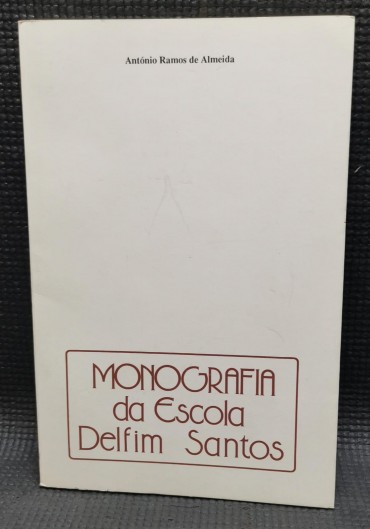 António Ramos de Almeida
MONOGRAFIA
da Escola
Delfim Santos